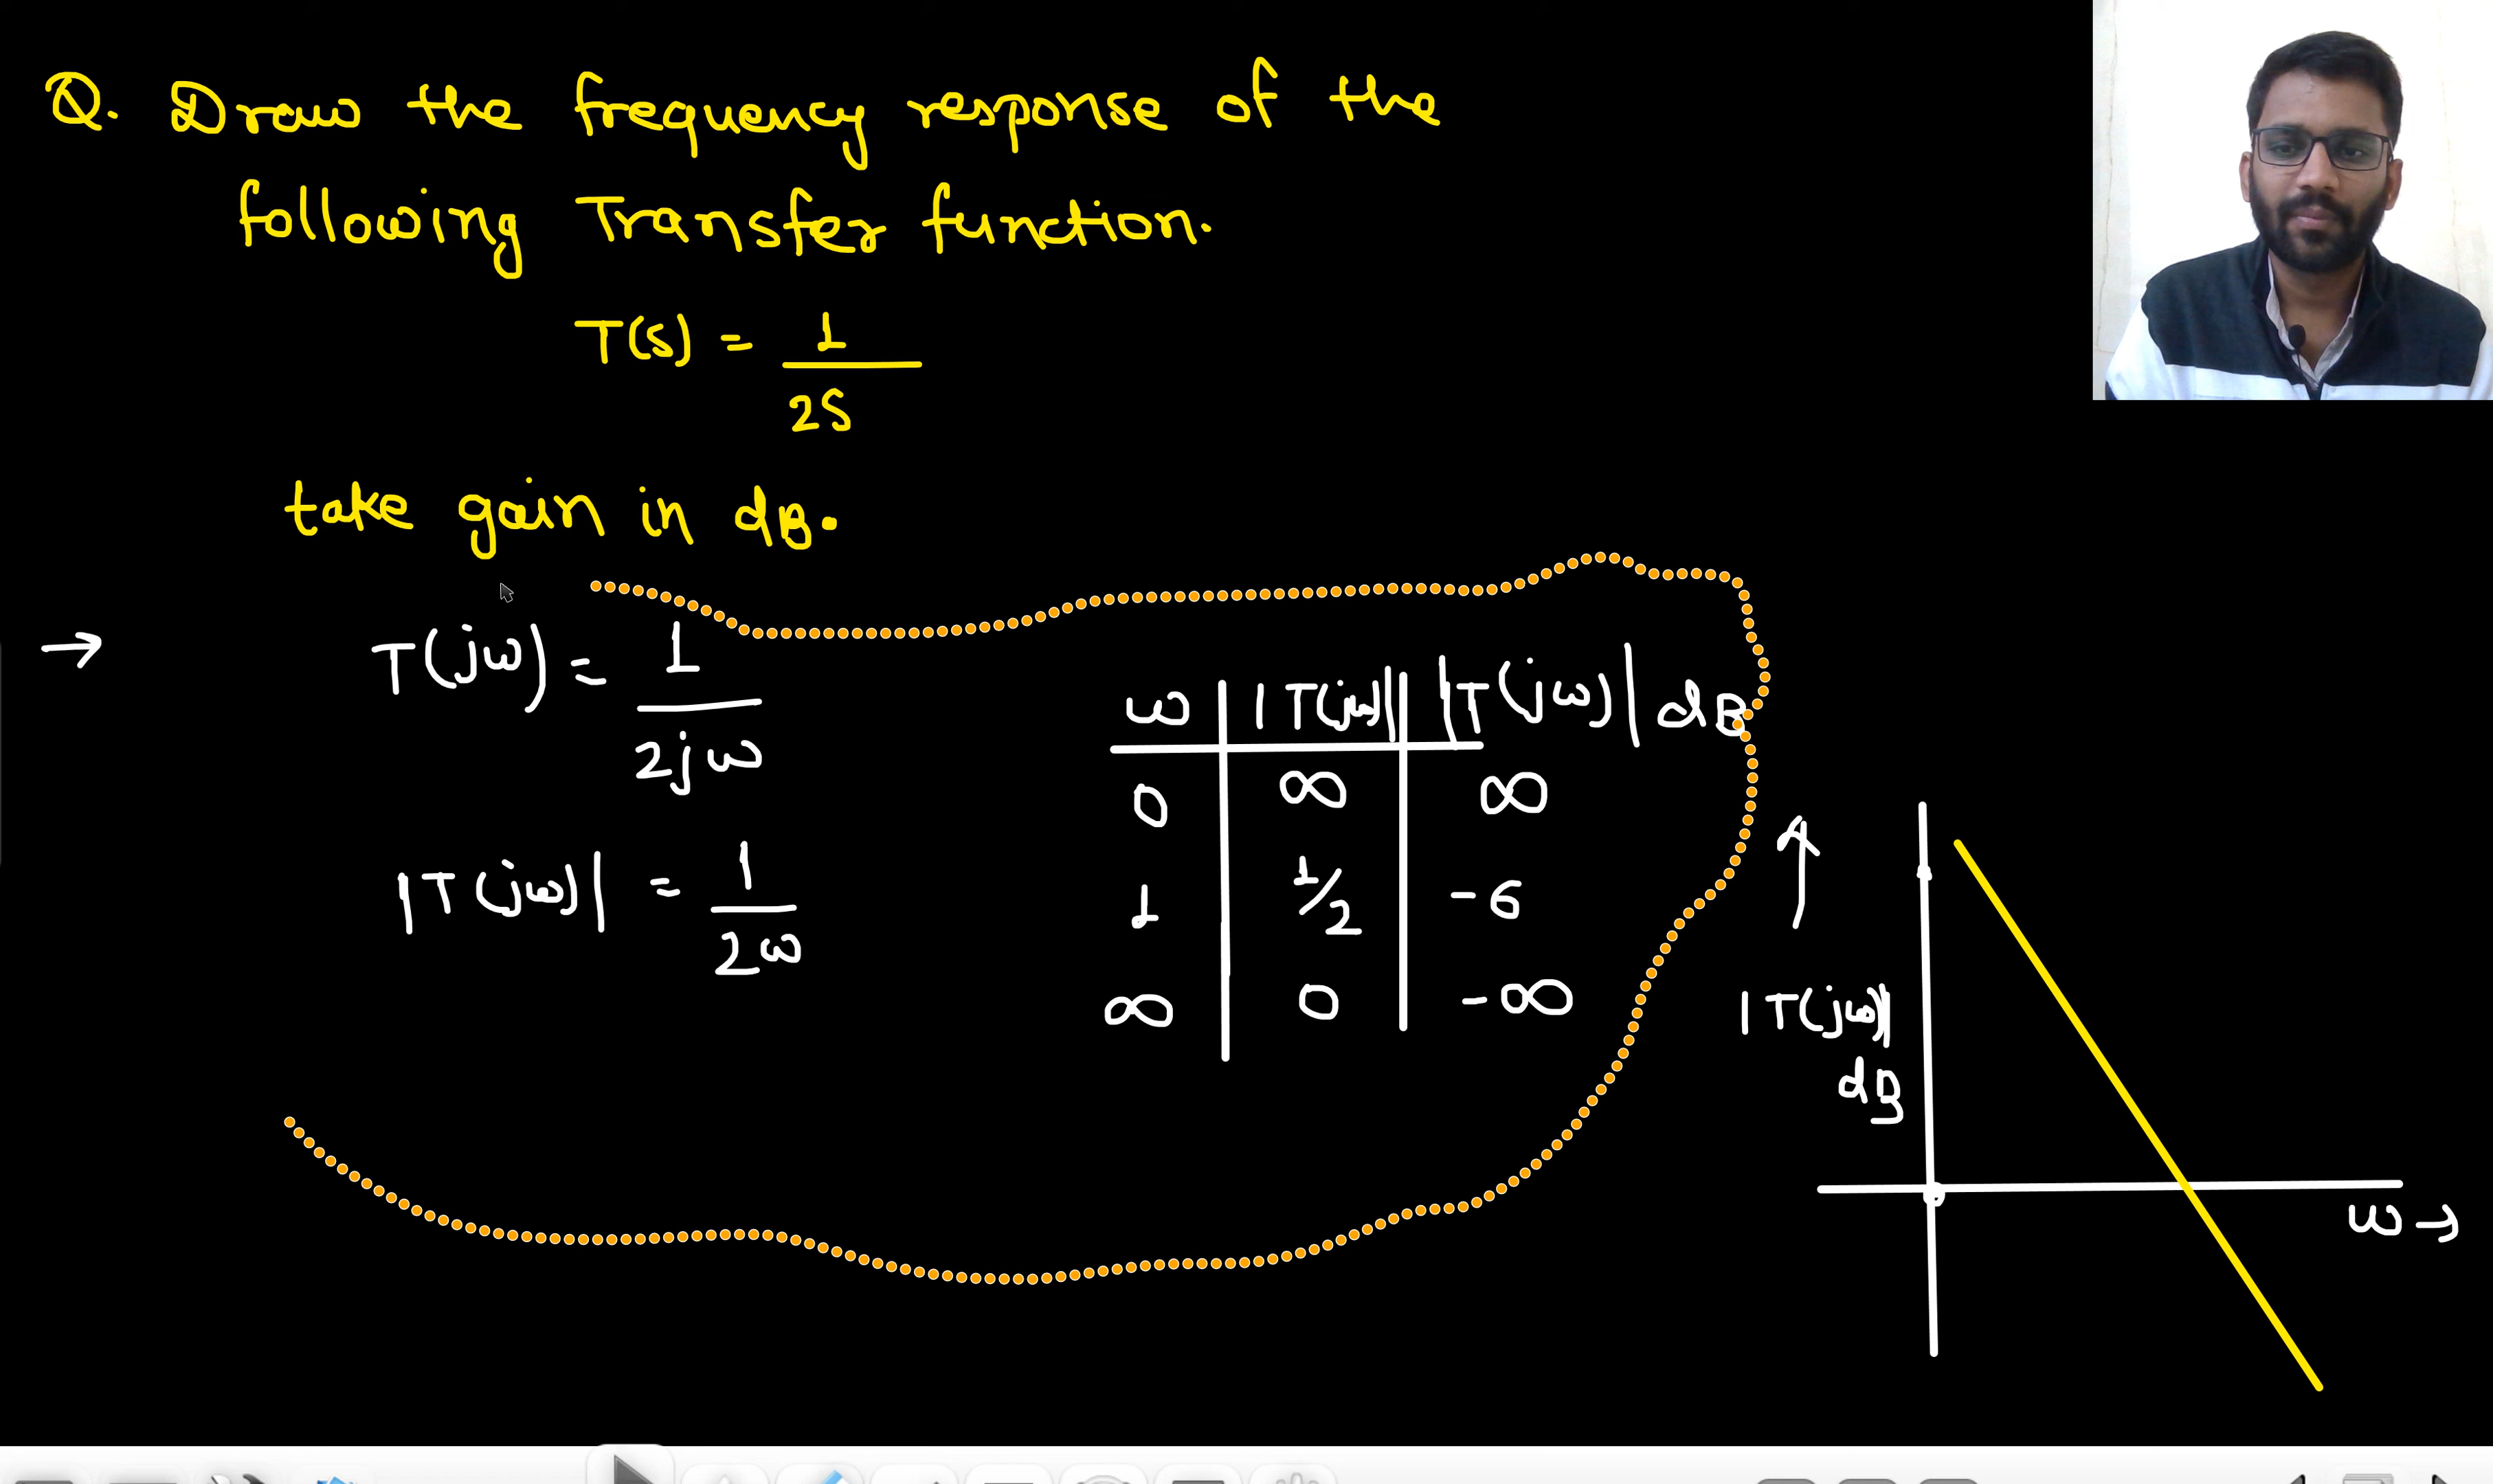 Q. Draw the frequency response of the
following Transfer function.
T(s) = 1
2S
take gain in dB.
→ T(jω) = 1
2jω
|T(jω)| = 1
2ω
ω |T(jω)| |T(jω)| dB
0 ∞ ∞
1 1/2 -6
∞ 0 -∞
|T(jω)|
dB
ω →